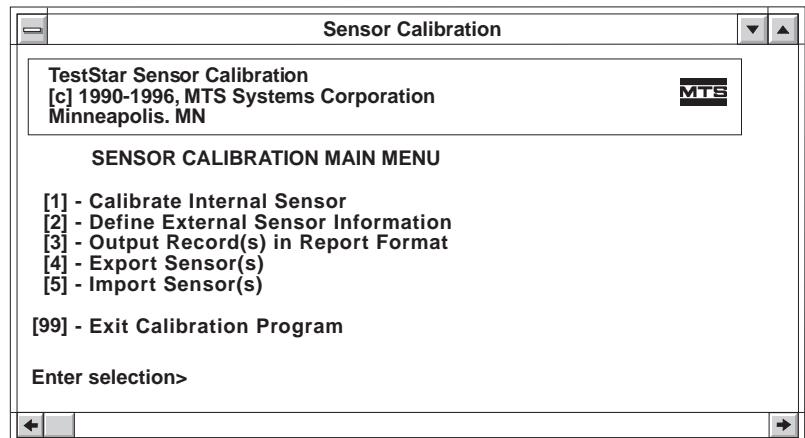 Sensor Calibration
TestStar Sensor Calibration
[c] 1990-1996, MTS Systems Corporation
Minneapolis. MN
MTS
SENSOR CALIBRATION MAIN MENU
[1] - Calibrate Internal Sensor
[2] - Define External Sensor Information
[3] - Output Record(s) in Report Format
[4] - Export Sensor(s)
[5] - Import Sensor(s)
[99] - Exit Calibration Program
Enter selection>